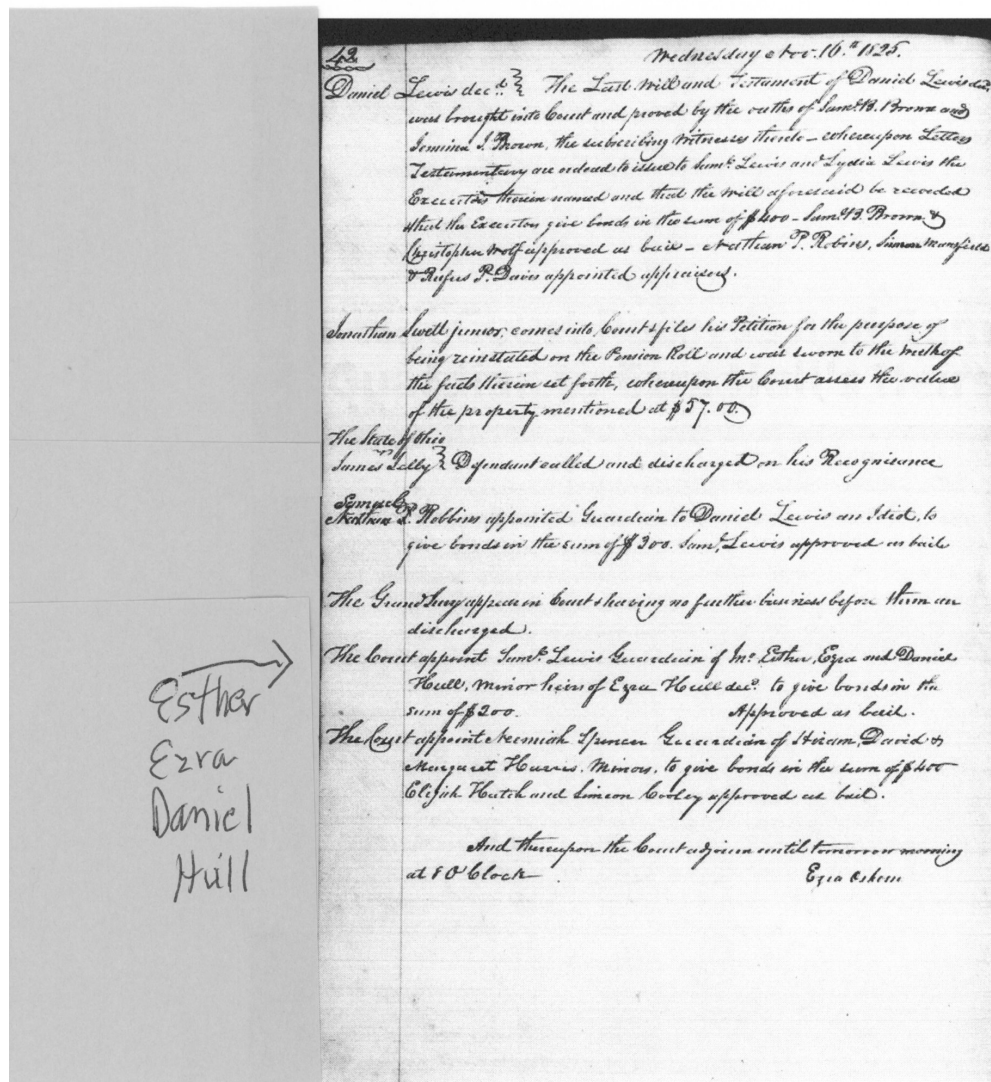 42
Wednesday Nov. 16.th 1825.
Daniel Lewis decd. } The Last Will and Testament of Daniel Lewis decd.
was brought into Court and proved by the oaths of Saml. B. Brown and
Jemima I. Brown, the subscribing Witnesses thereto - whereupon Letters
Testamentary are ordead to issue to Saml. Lewis and Lydia Lewis the
Executors therein named and that the will aforesaid be recorded
that the Executors give bonds in the sum of $400 - Saml. B. Brown &
Christopher Wolf approved as bail - Nathan P. Robins, Simeon Mansfield
& Rufus P. Davis appointed appraisers.
Jonathan Swett junior, comes into Court & files his Petition for the purpose of
being reinstated on the Pension Roll and was sworn to the truth of
the facts therein set forth, whereupon the Court assess the value
of the property mentioned at $57.00.
The State of Ohio
vs
James Lelly } Defendant called and discharged on his Recognisance
Samuel
Nathan P. Robbins appointed Guardian to Daniel Lewis an Idiot, to
give bonds in the sum of $300. Saml. Lewis approved as bail
The Grand Jury appear in Court & having no further business before them are
discharged.
The Court appoint Saml. Lewis Guardian of Esther, Ezra and Daniel
Hull, minor heirs of Ezra Hull decd. to give bonds in the
sum of $200. Approved as bail.
The Court appoint Neemiah Spencer Guardian of Hiram, David &
Margaret Harris. Minors, to give bonds in the sum of $400
Elijah Hatch and Simeon Cooley approved as bail.
And thereupon the Court adjourn until tomorrow morning
at 8 O'Clock Ezra
Esther
Ezra
Daniel
Hull